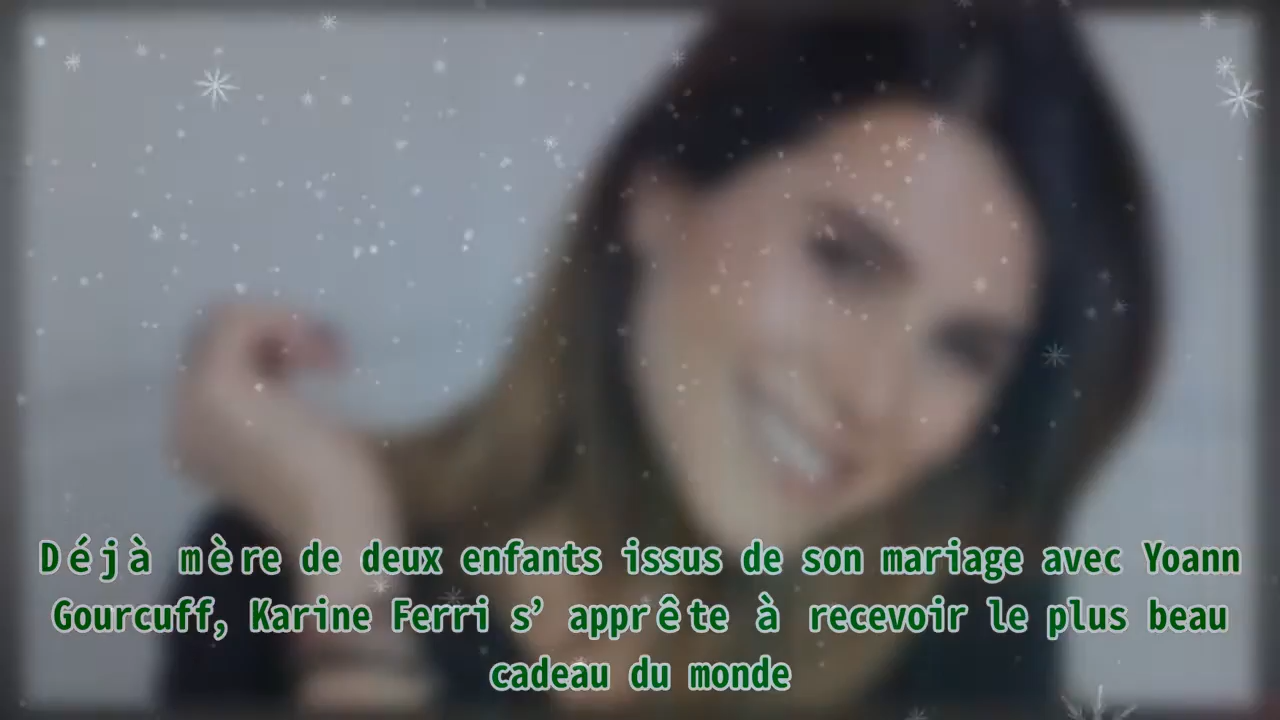 Déjà mère de deux enfants issus de son mariage avec Yoann
Gourcuff, Karine Ferri s’ apprête à recevoir le plus beau
cadeau du monde